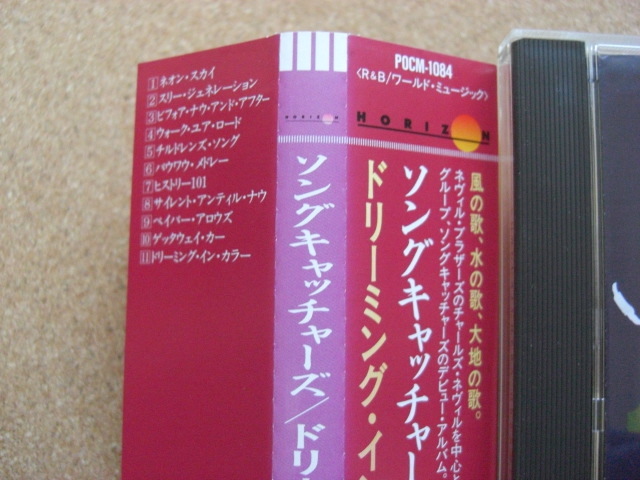 1 ネオン・スカイ
2 スリー・ジェネレーション
3 ビフォア・ナウ・アンド・アフター
4 ウォーク・ユア・ロード
5 チルドレンズ・ソング
6 パウワウ・メドレー
7 ヒストリー101
8 サイレント・アンティル・ナウ
9 ペイパー・アロウズ
10 ゲッタウェイ・カー
11 ドリーミング・イン・カラー
HORIZON
ソングキャッチャーズ/ドリ
POCM-1084
〈R&B/ワールド・ミュージック〉
HORIZON
風の歌、水の歌、大地の歌。
ネヴィル・ブラザーズのチャールズ・ネヴィルを中心と
グループ、ソングキャッチャーズのデビュー・アルバム。
ソングキャッチャー
ドリーミング・イ